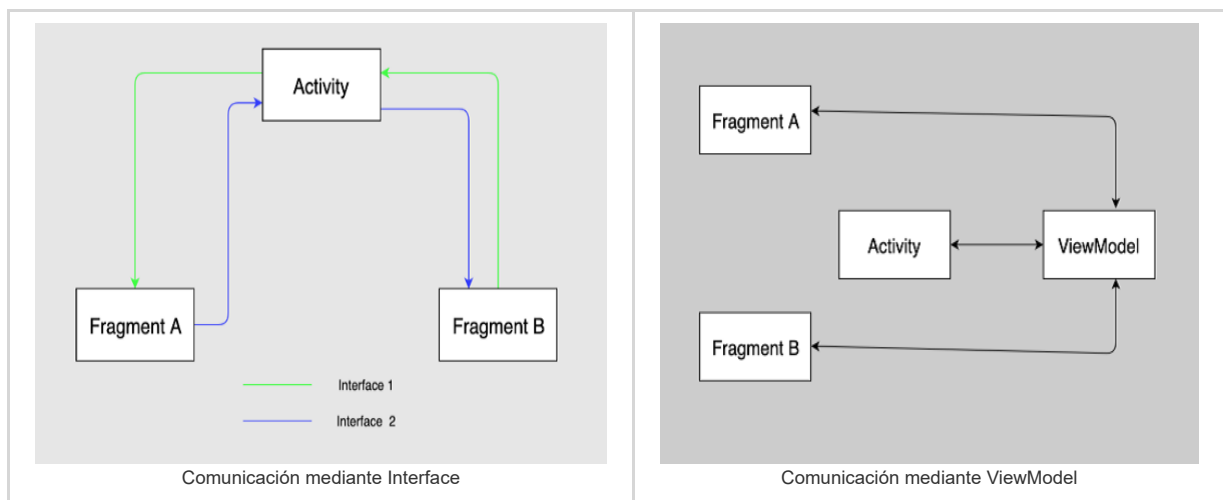 Activity
Fragment A
Fragment B
Interface 1
Interface 2
Comunicación mediante Interface
Fragment A
Activity
ViewModel
Fragment B
Comunicación mediante ViewModel